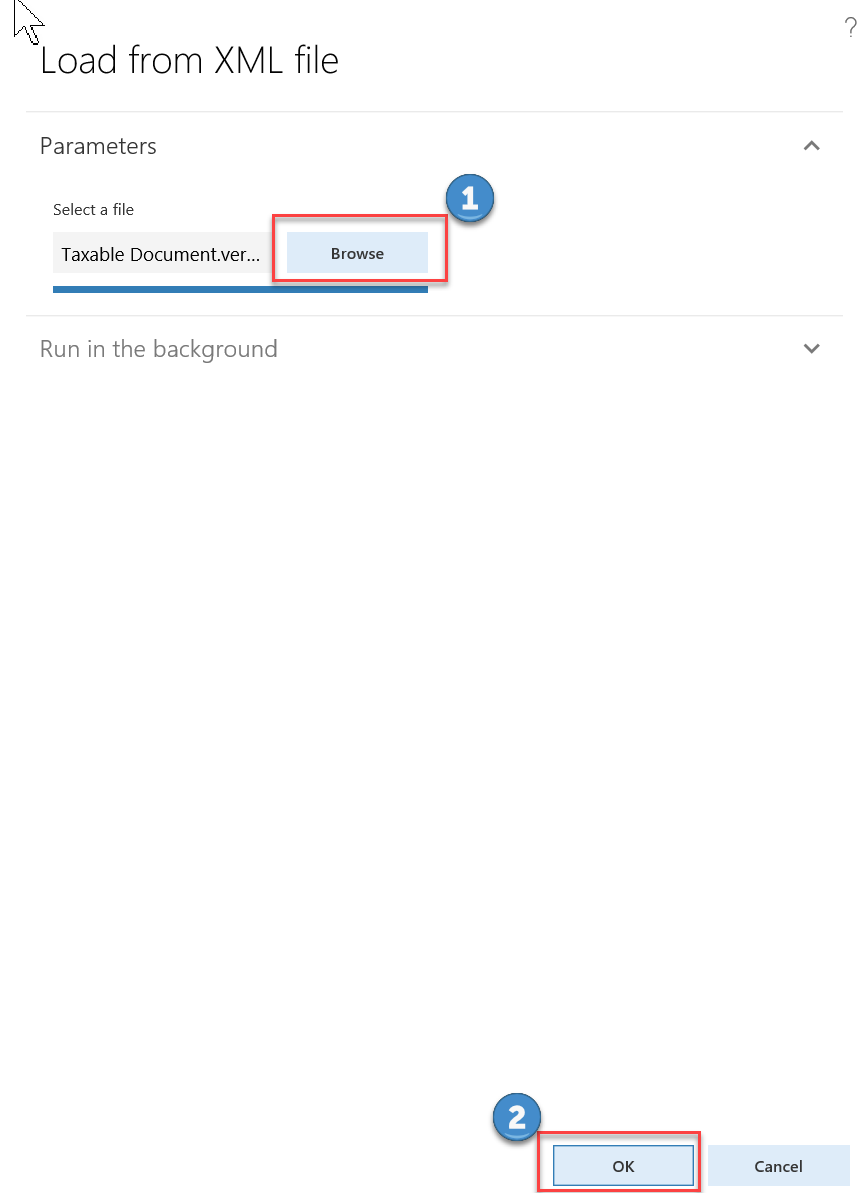 ?
Load from XML file
Parameters
1
Select a file
Taxable Document.ver...
Browse
Run in the background
2
OK
Cancel